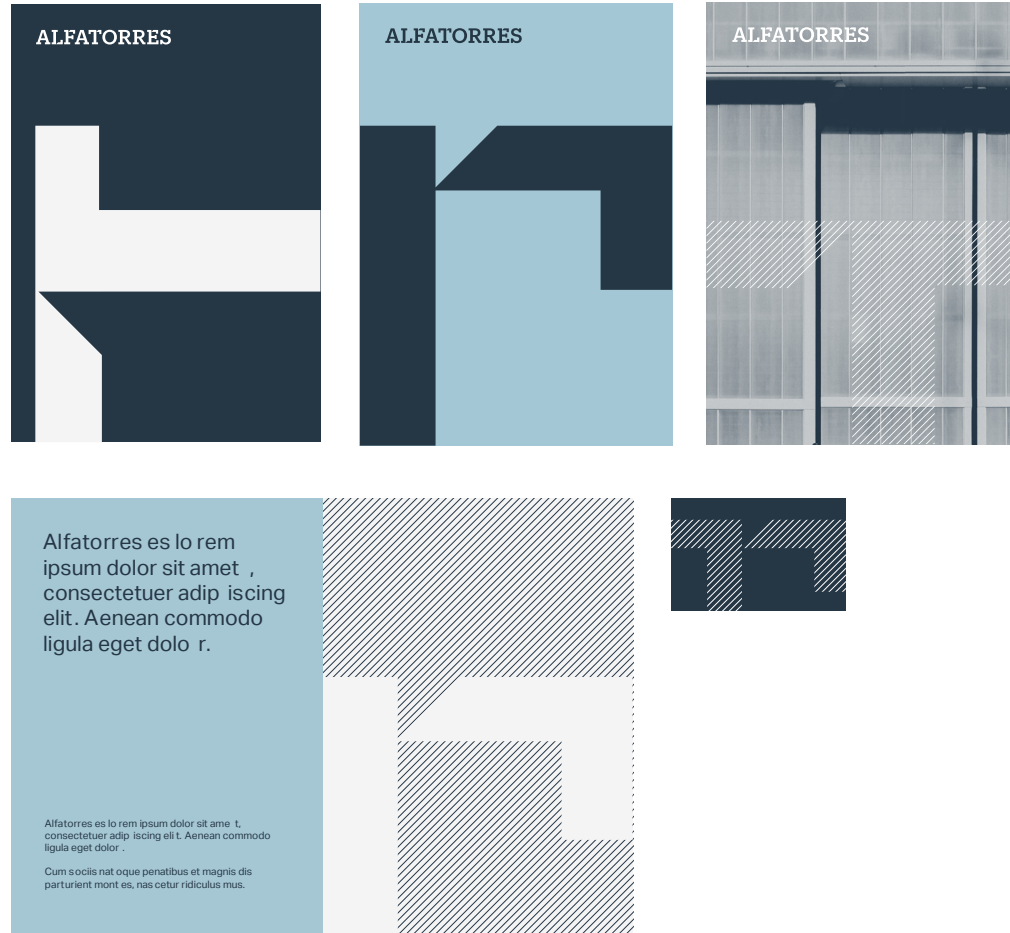 ALFATORRES
ALFATORRES
ALFATORRES
Alfatorres es lo rem
ipsum dolor sit amet ,
consectetuer adip iscing
elit. Aenean commodo
ligula eget dolo r.
Alfatorres es lo rem ipsum dolor sit ame t,
consectetuer adip iscing eli t. Aenean commodo
ligula eget dolor .
Cum sociis nat oque penatibus et magnis dis
parturient mont es, nas cetur ridiculus mus.